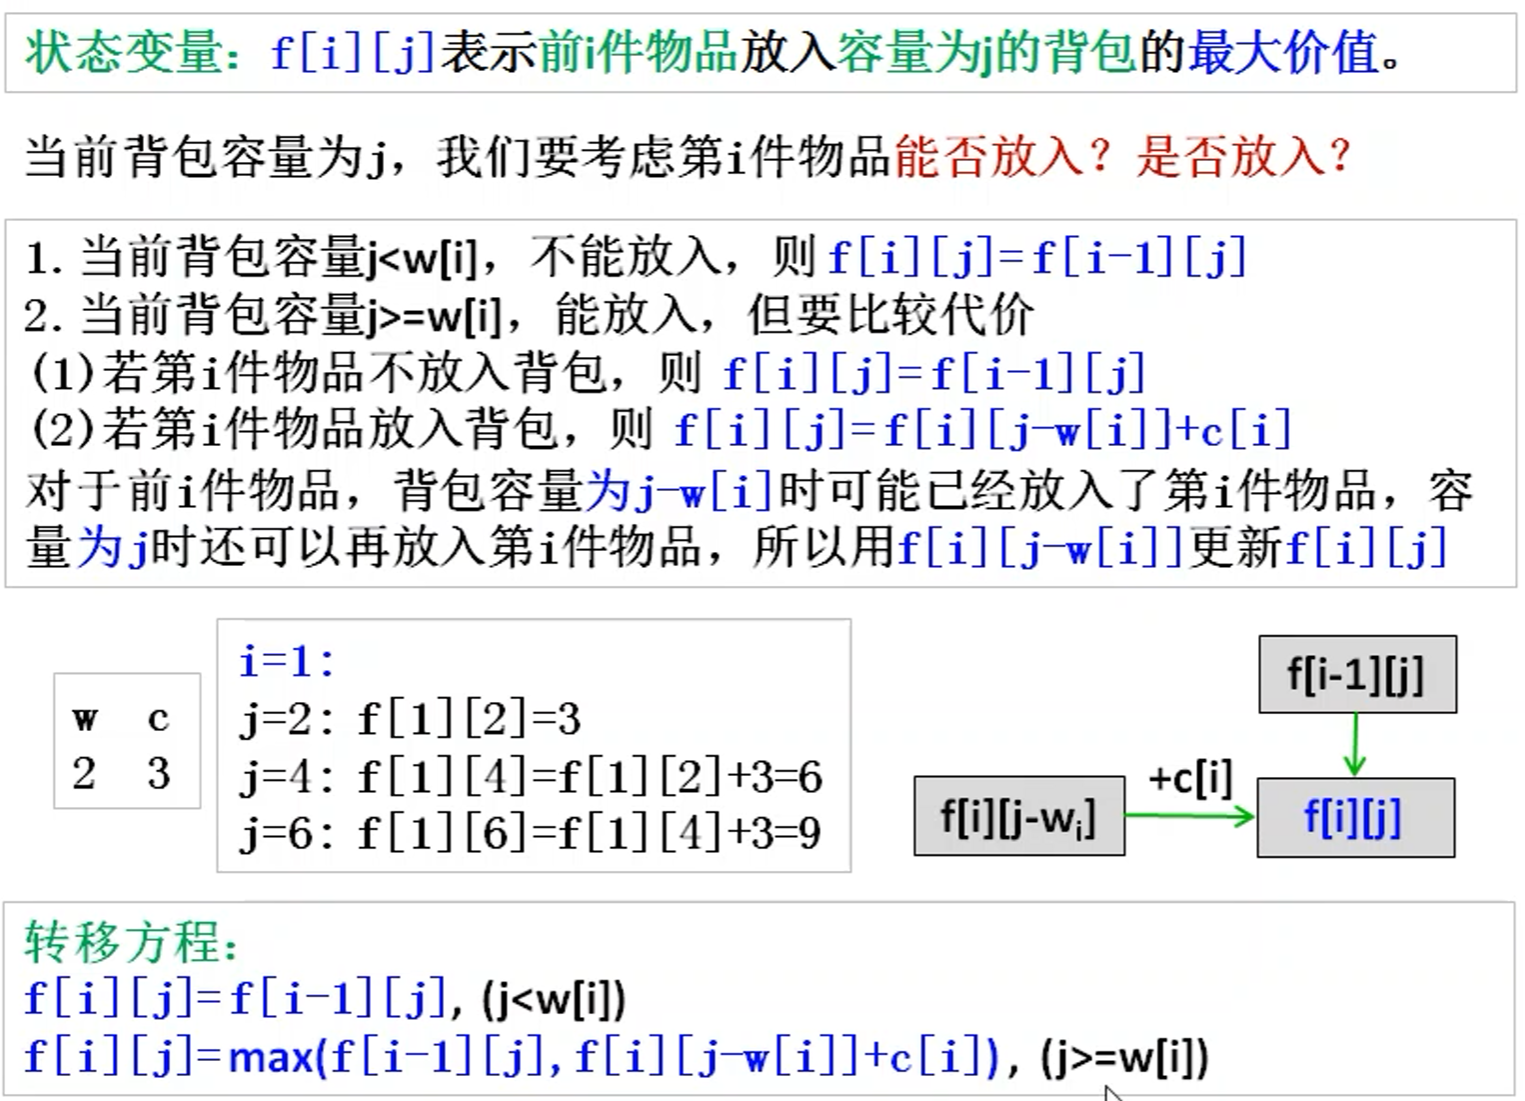 状态变量：f[i][j]表示前i件物品放入容量为j的背包的最大价值。
当前背包容量为j，我们要考虑第i件物品能否放入？是否放入？
1. 当前背包容量j<w[i]，不能放入，则f[i][j]=f[i-1][j]
2. 当前背包容量j>=w[i]，能放入，但要比较代价
(1)若第i件物品不放入背包，则 f[i][j]=f[i-1][j]
(2)若第i件物品放入背包，则 f[i][j]=f[i][j-w[i]]+c[i]
对于前i件物品，背包容量为j-w[i]时可能已经放入了第i件物品，容
量为j时还可以再放入第i件物品，所以用f[i][j-w[i]]更新f[i][j]
w c
2 3
i=1：
j=2：f[1][2]=3
j=4：f[1][4]=f[1][2]+3=6
j=6：f[1][6]=f[1][4]+3=9
f[i-1][j]
+c[i]
f[i][j-wi]
f[i][j]
转移方程：
f[i][j]=f[i-1][j], (j<w[i])
f[i][j]=max(f[i-1][j],f[i][j-w[i]]+c[i]), (j>=w[i])